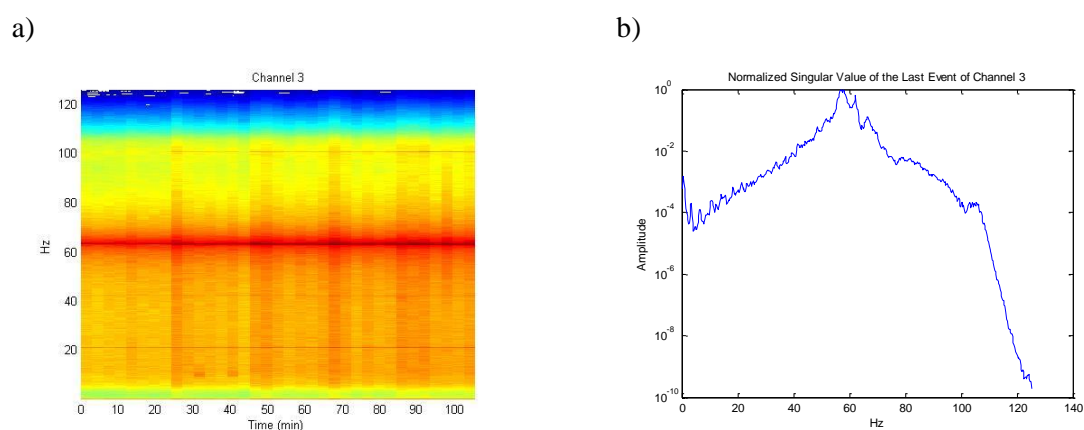 a)
b)
Channel 3
Hz
120
100
80
60
40
20
0 10 20 30 40 50 60 70 80 90 100
Time (min)
Normalized Singular Value of the Last Event of Channel 3
Amplitude
10^0
10^-2
10^-4
10^-6
10^-8
10^-10
0 20 40 60 80 100 120 140
Hz